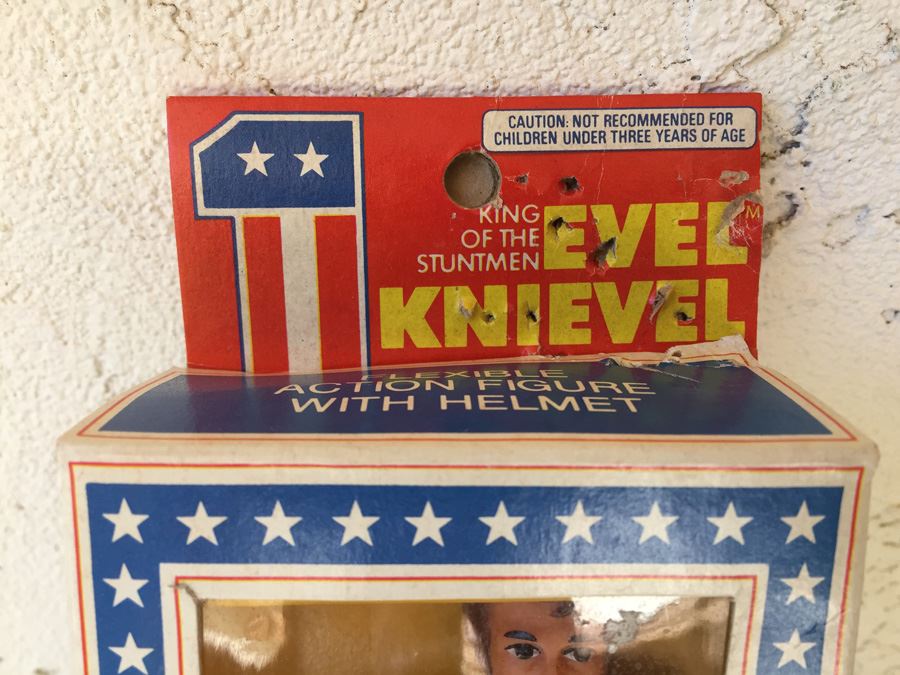 CAUTION: NOT RECOMMENDED FOR
CHILDREN UNDER THREE YEARS OF AGE
KING
OF THE
STUNTMEN
EVEL™
KNIEVEL
FLEXIBLE
ACTION FIGURE
WITH HELMET